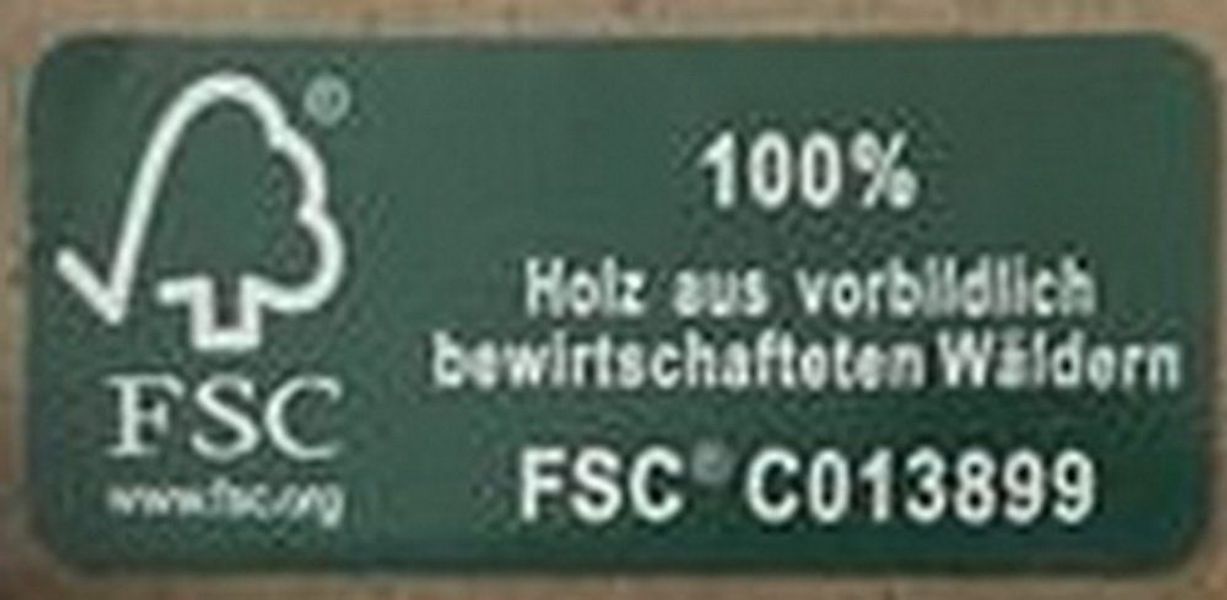 ®
FSC
www.fsc.org
100%
Holz aus vorbildlich
bewirtschafteten Wäldern
FSC® C013899